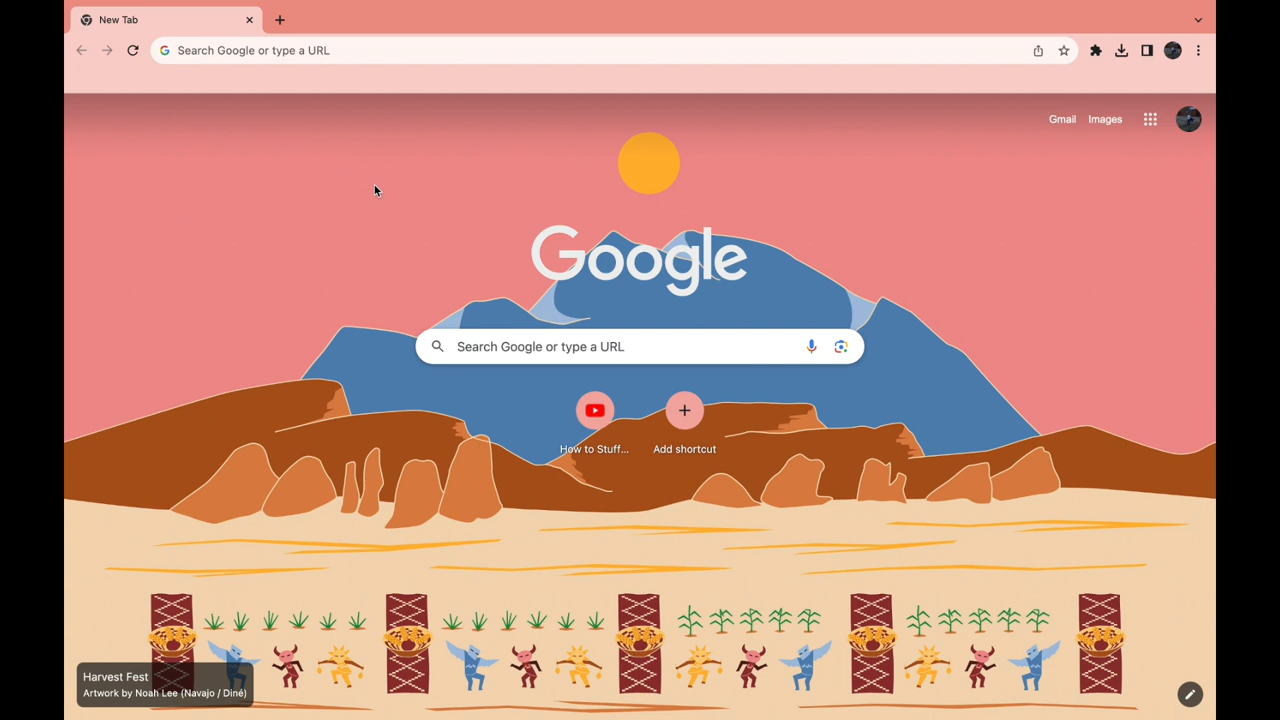 New Tab
Search Google or type a URL
Gmail Images
Google
Search Google or type a URL
How to Stuff... Add shortcut
Harvest Fest
Artwork by Noah Lee (Navajo / Diné)